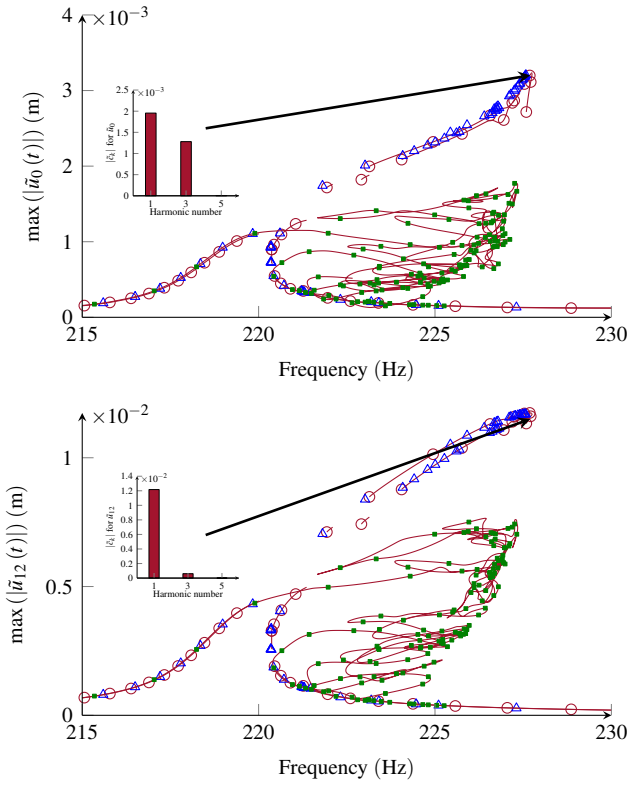 ×10⁻³
4
3
2
1
0
max (|ũ₀ (t)|) (m)
×10⁻³
2.5
2
1.5
1
0.5
0
|c̃ₖ| for ũ₀
1 3 5
Harmonic number
215 220 225 230
Frequency (Hz)
×10⁻²
1
0.5
0
max (|ũ₁₂ (t)|) (m)
×10⁻²
1.4
1.2
1
0.8
0.6
0.4
0.2
0
|c̃ₖ| for ũ₁₂
1 3 5
Harmonic number
215 220 225 230
Frequency (Hz)